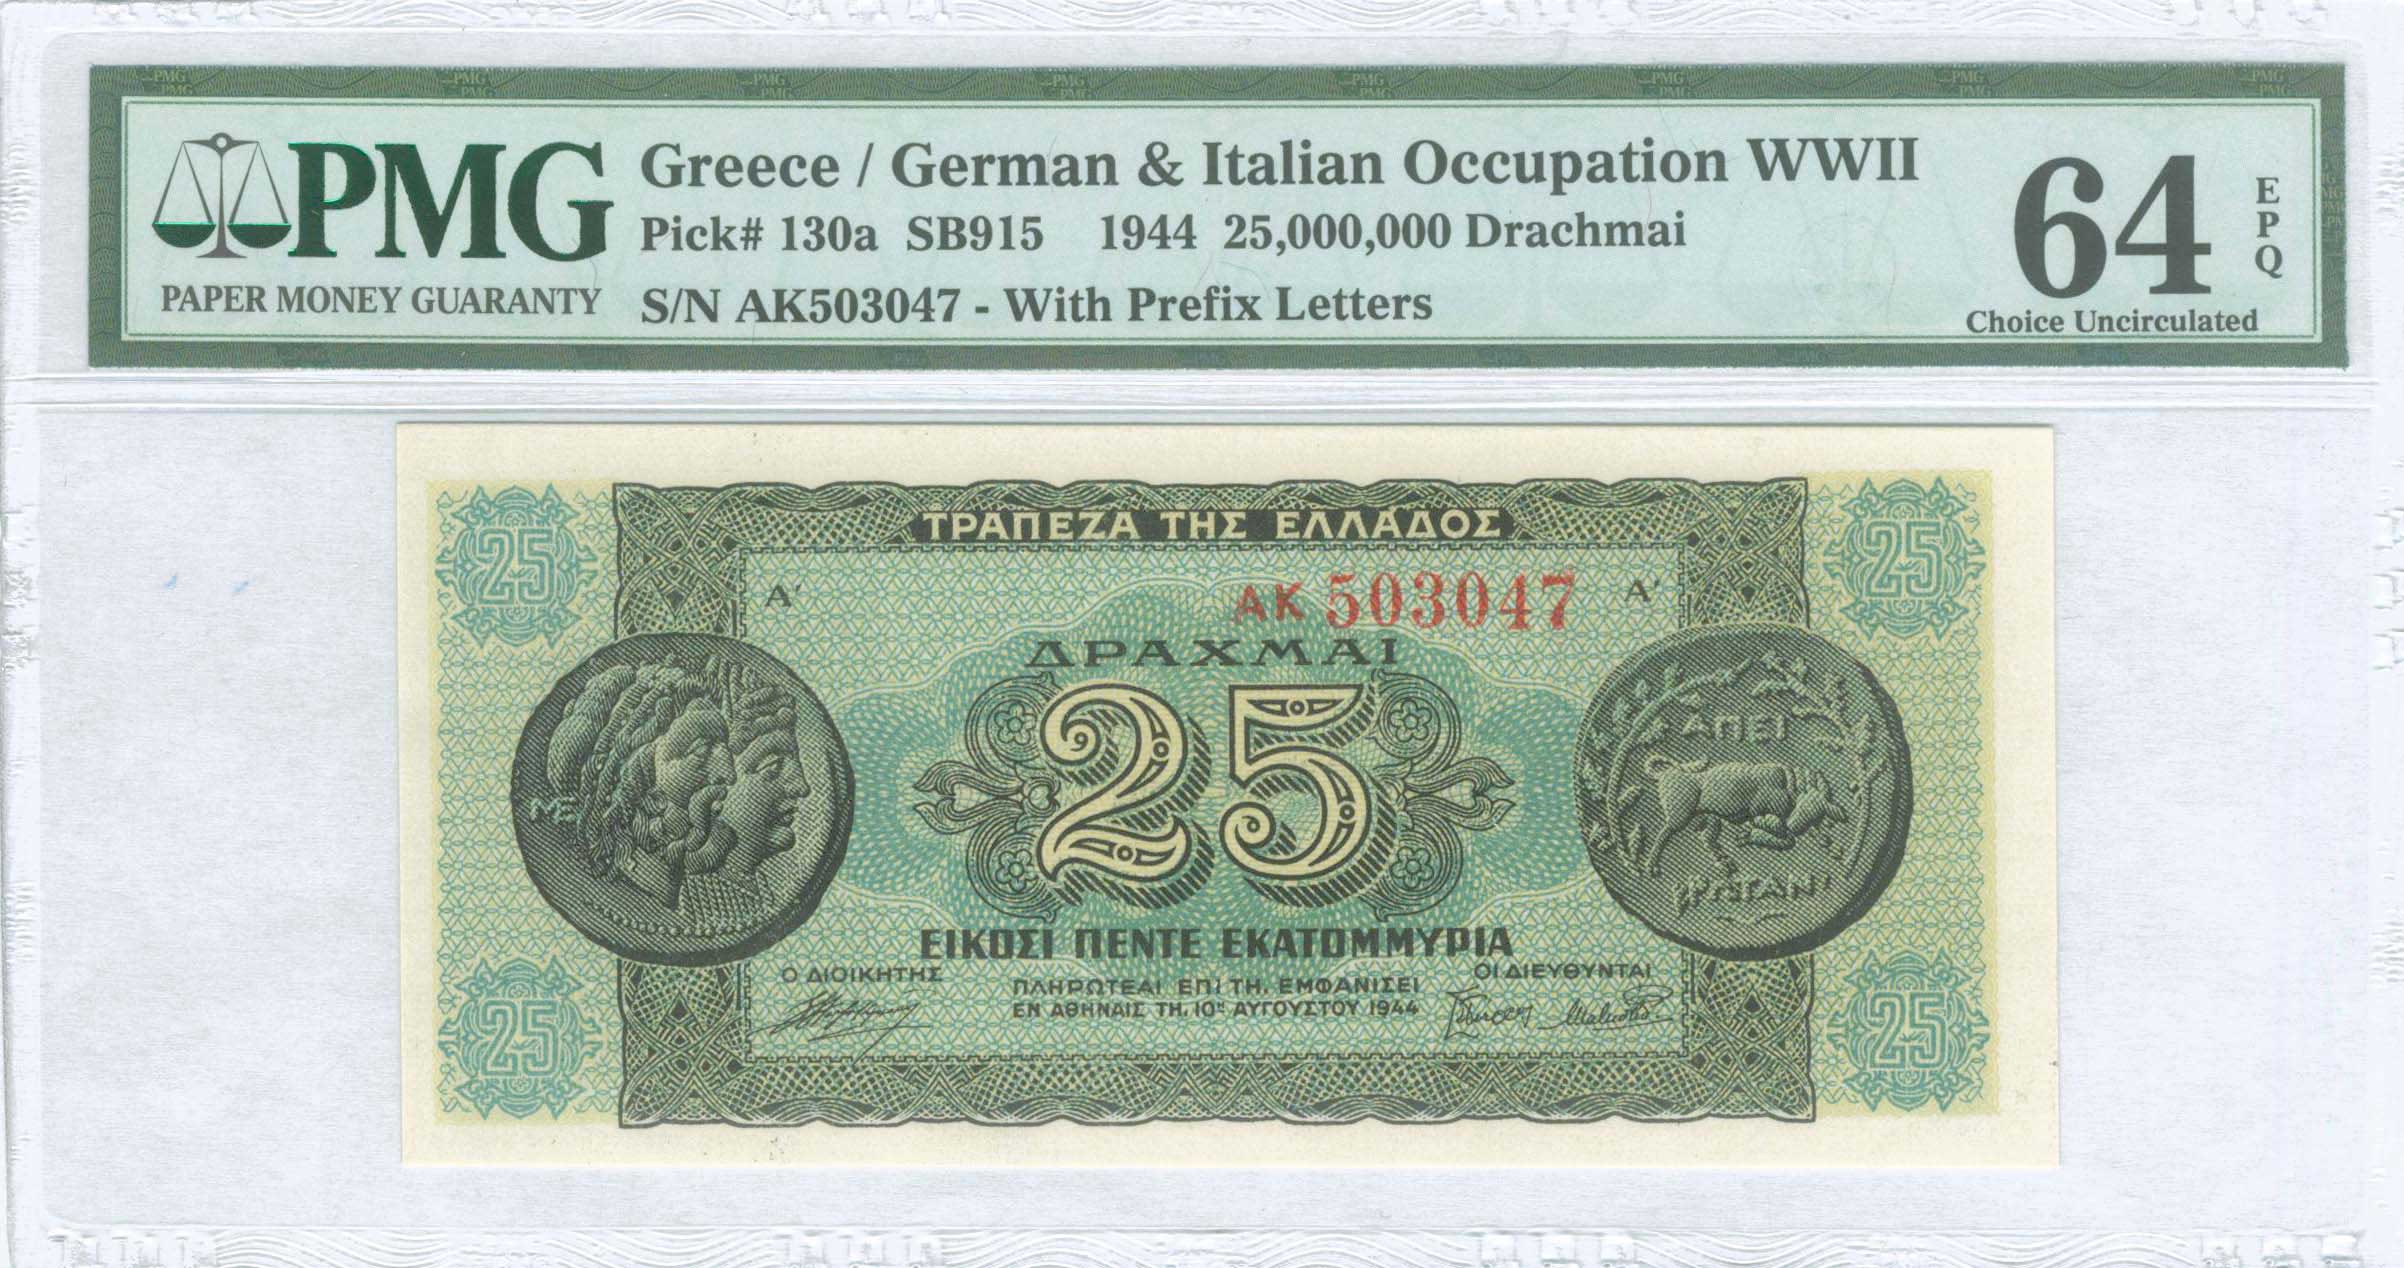 PMG
PAPER MONEY GUARANTY
Greece / German & Italian Occupation WWII
Pick# 130a SB915 1944 25,000,000 Drachmai
S/N AK503047 - With Prefix Letters
64
EPQ
Choice Uncirculated
25
25
ΤΡΑΠΕΖΑ ΤΗΣ ΕΛΛΑΔΟΣ
Α' ΑΚ 503047 Α'
ΔΡΑΧΜΑΙ
25
ΜΕ
ΑΠΕΙ
ΡΩΤΑΝ
ΕΙΚΟΣΙ ΠΕΝΤΕ ΕΚΑΤΟΜΜΥΡΙΑ
Ο ΔΙΟΙΚΗΤΗΣ
ΠΛΗΡΩΤΕΑΙ ΕΠΙ ΤΗ. ΕΜΦΑΝΙΣΕΙ
ΕΝ ΑΘΗΝΑΙΣ ΤΗ. 10Η ΑΥΓΟΥΣΤΟΥ 1944
ΟΙ ΔΙΕΥΘΥΝΤΑΙ
25
25